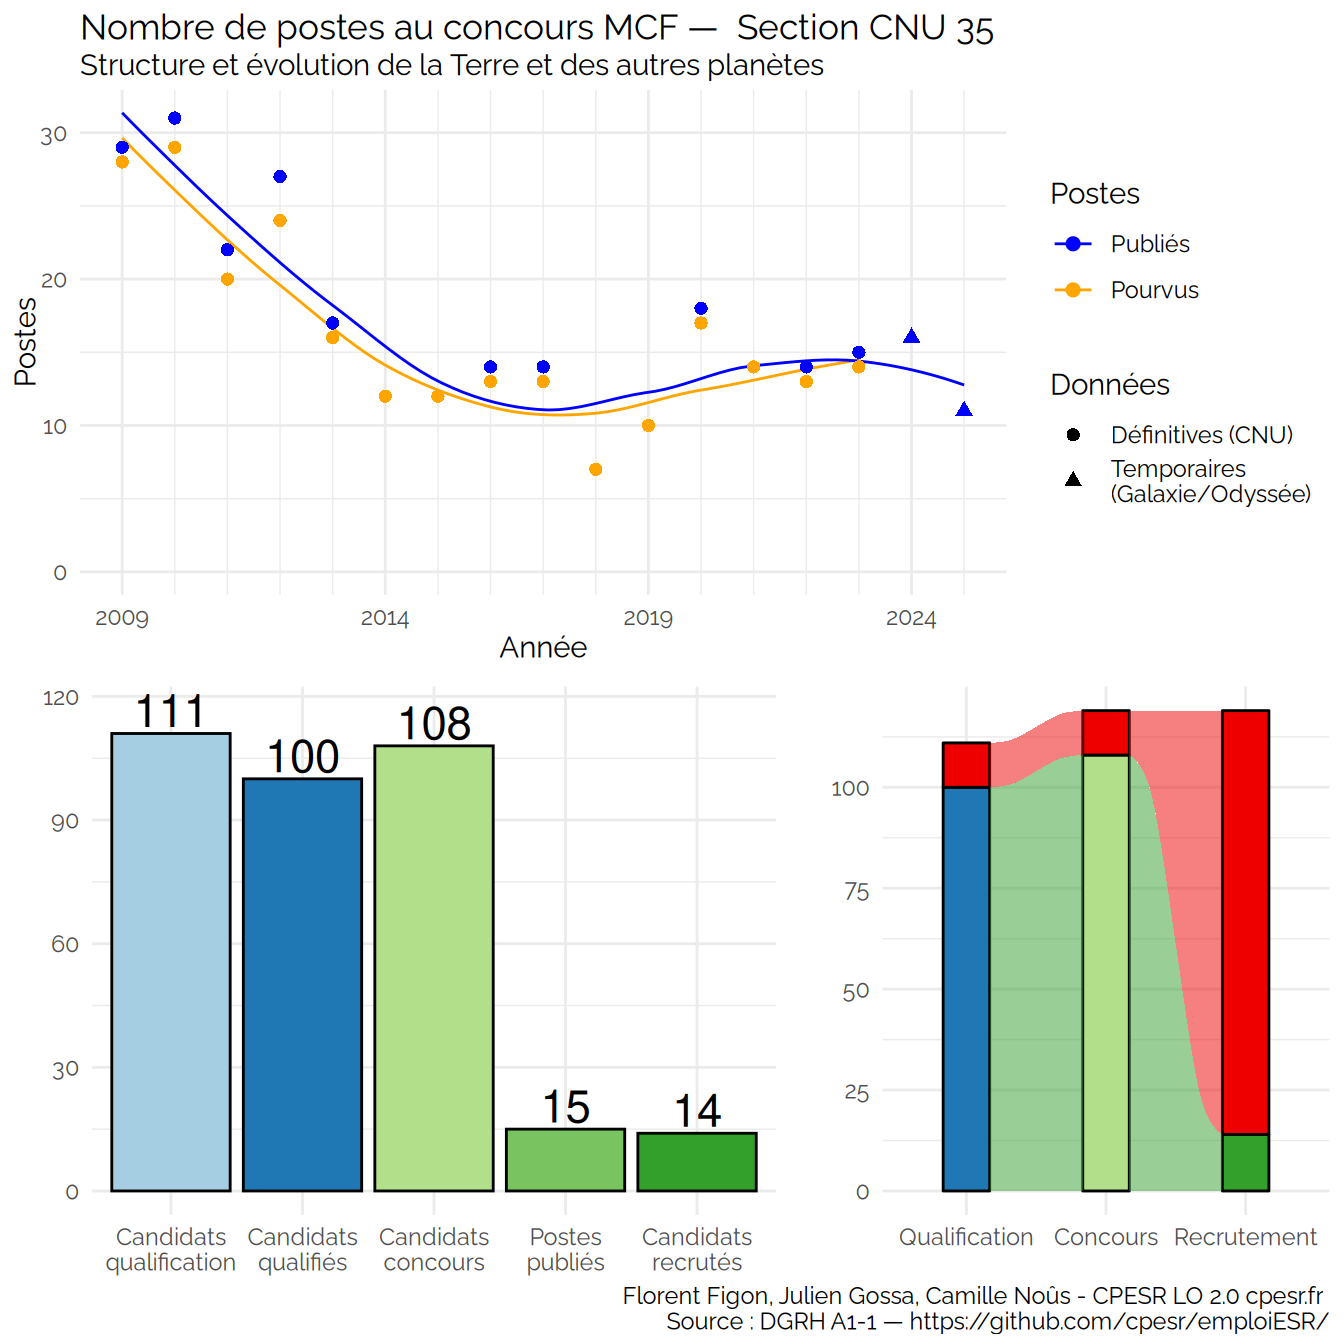 Nombre de postes au concours MCF — Section CNU 35
Structure et évolution de la Terre et des autres planètes
Postes
30
20
10
0
2009
2014
2019
2024
Année
Postes
Publiés
Pourvus
Données
Définitives (CNU)
Temporaires
(Galaxie/Odyssée)
120
90
60
30
0
111
100
108
15
14
Candidats
qualification
Candidats
qualifiés
Candidats
concours
Postes
publiés
Candidats
recrutés
100
75
50
25
0
Qualification
Concours
Recrutement
Florent Figon, Julien Gossa, Camille Noûs - CPESR LO 2.0 cpesr.fr
Source : DGRH A1-1 — https://github.com/cpesr/emploiESR/